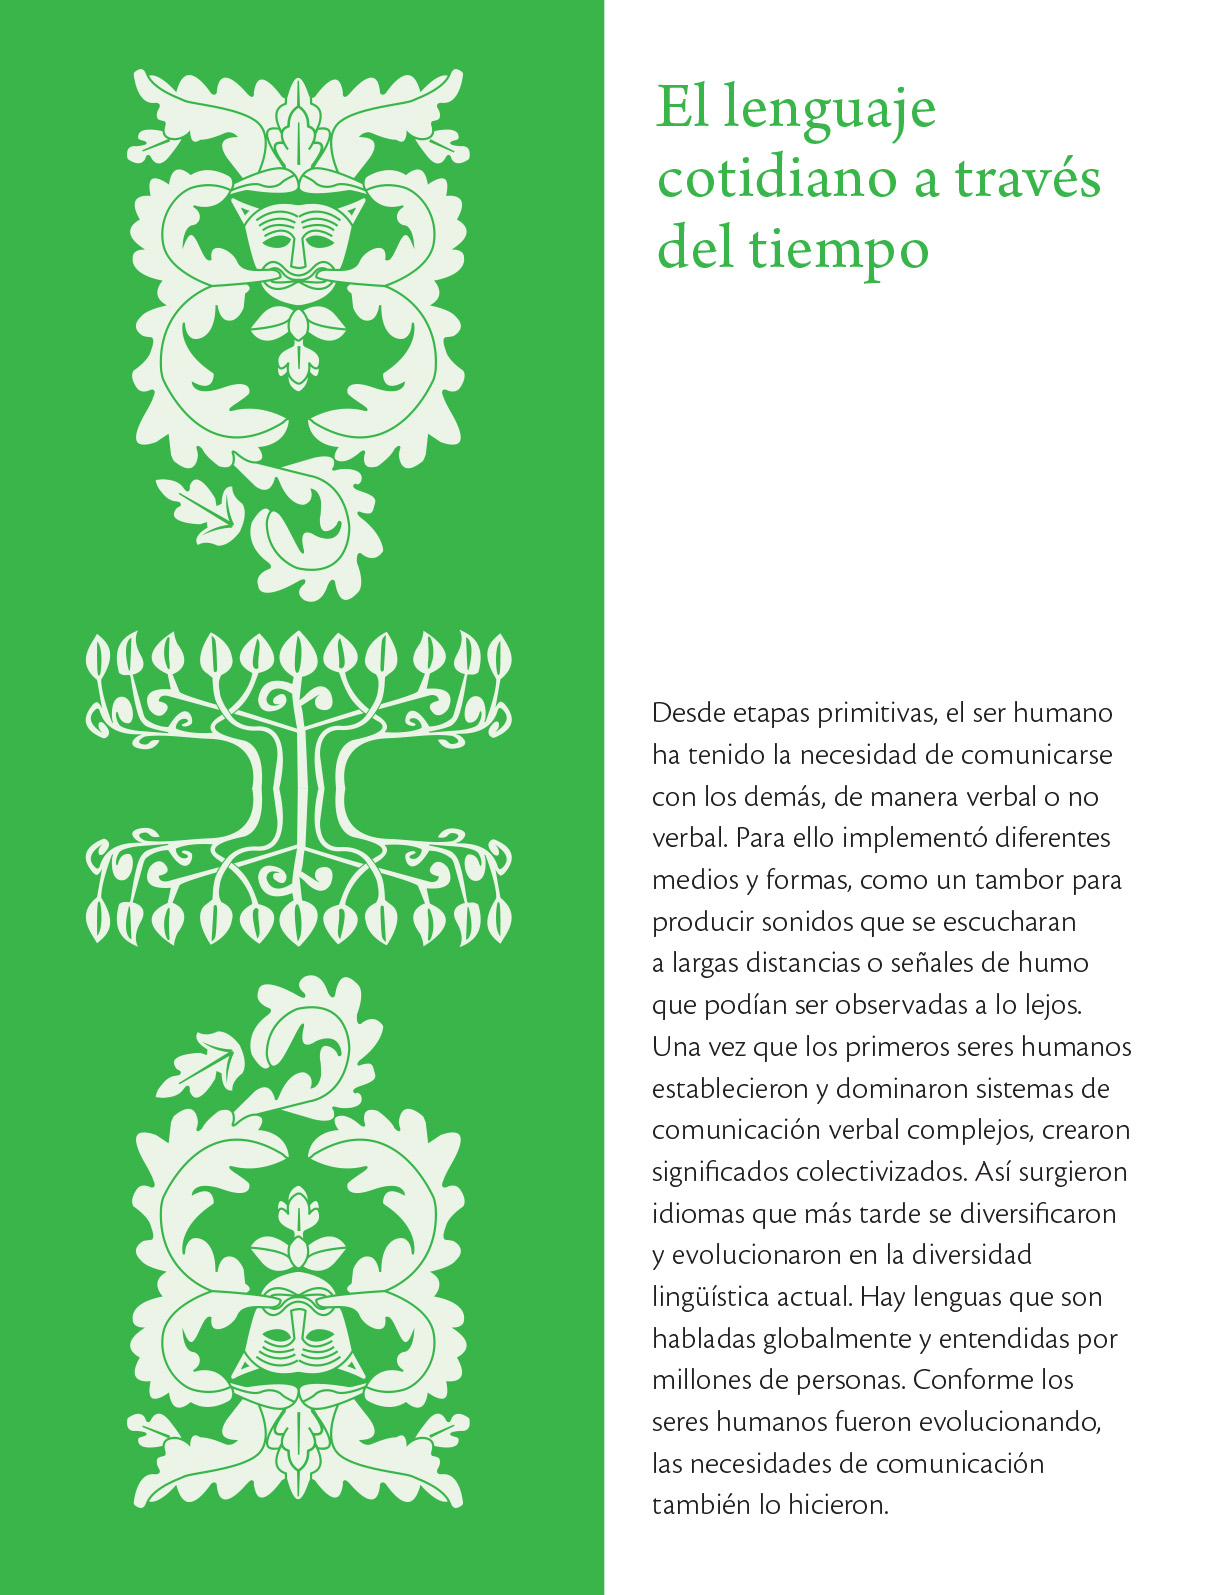 El lenguaje
cotidiano a través
del tiempo
Desde etapas primitivas, el ser humano
ha tenido la necesidad de comunicarse
con los demás, de manera verbal o no
verbal. Para ello implementó diferentes
medios y formas, como un tambor para
producir sonidos que se escucharan
a largas distancias o señales de humo
que podían ser observadas a lo lejos.
Una vez que los primeros seres humanos
establecieron y dominaron sistemas de
comunicación verbal complejos, crearon
significados colectivizados. Así surgieron
idiomas que más tarde se diversificaron
y evolucionaron en la diversidad
lingüística actual. Hay lenguas que son
habladas globalmente y entendidas por
millones de personas. Conforme los
seres humanos fueron evolucionando,
las necesidades de comunicación
también lo hicieron.